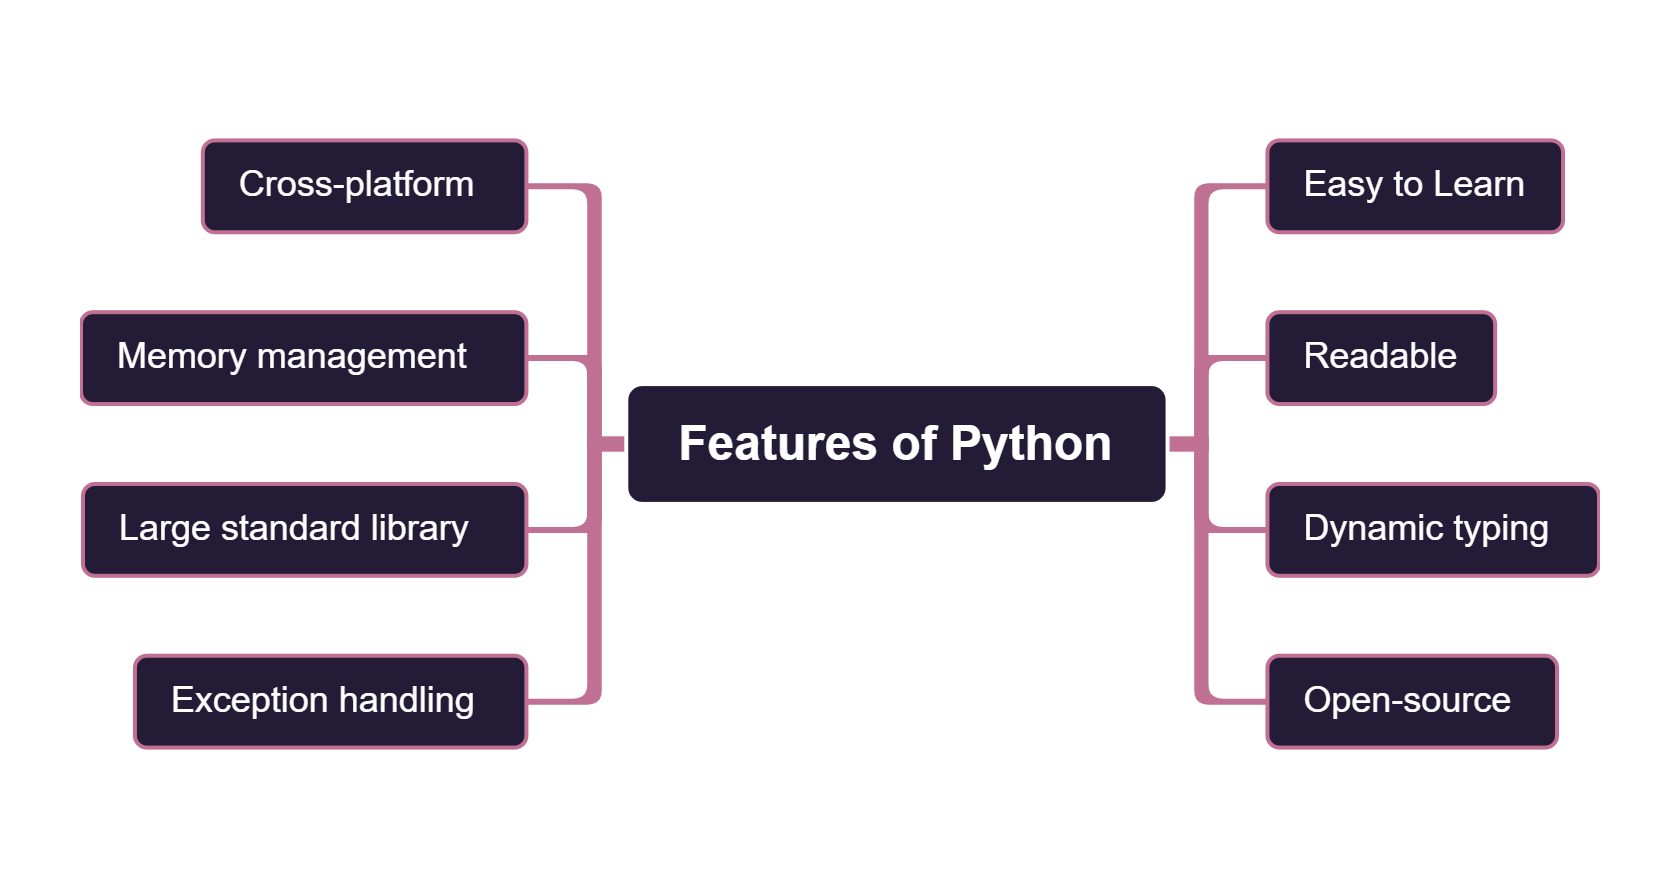 Cross-platform
Memory management
Large standard library
Exception handling
Features of Python
Easy to Learn
Readable
Dynamic typing
Open-source